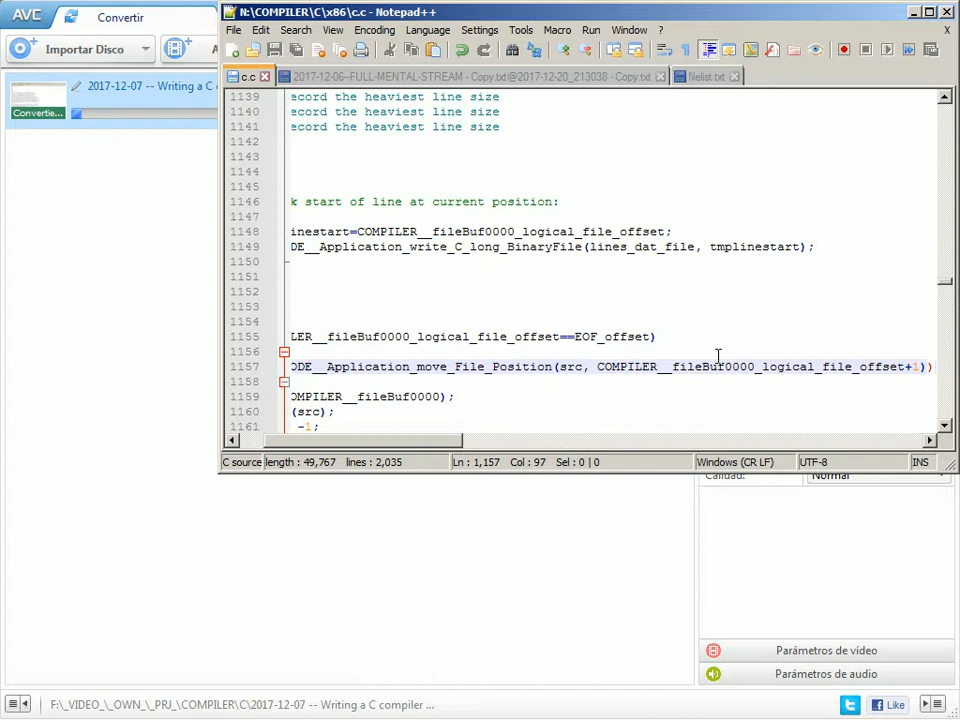 AVC Convertir
Importar Disco
A
2017-12-07 -- Writing a C
Convertie...
N:\COMPILER\C\x86\c.c - Notepad++
File Edit Search View Encoding Language Settings Tools Macro Run Window ? X
c.c 2017-12-06--FULL-MENTAL-STREAM - Copy.txt@2017-12-20_213038 - Copy.txt filelist.txt
1139 ecord the heaviest line size
1140 ecord the heaviest line size
1141 ecord the heaviest line size
1142
1143
1144
1145
1146 k start of line at current position:
1147
1148 inestart=COMPILER__fileBuf0000_logical_file_offset;
1149 DE__Application_write_C_long_BinaryFile(lines_dat_file, tmplinestart);
1150
1151
1152
1153
1154
1155 LER__fileBuf0000_logical_file_offset==EOF_offset)
1156
1157 ODE__Application_move_File_Position(src, COMPILER__fileBuf0000_logical_file_offset+1))
1158
1159 OMPILER__fileBuf0000);
1160 (src);
1161 -1;
C source length : 49,767 lines : 2,035 Ln : 1,157 Col : 97 Sel : 0 | 0 Windows (CR LF) UTF-8 INS
Calidad: Normal
Parámetros de vídeo
Parámetros de audio
F:\_VIDEO_\_OWN_\_PRJ_\COMPILER\C\2017-12-07 -- Writing a C compiler ...
Like